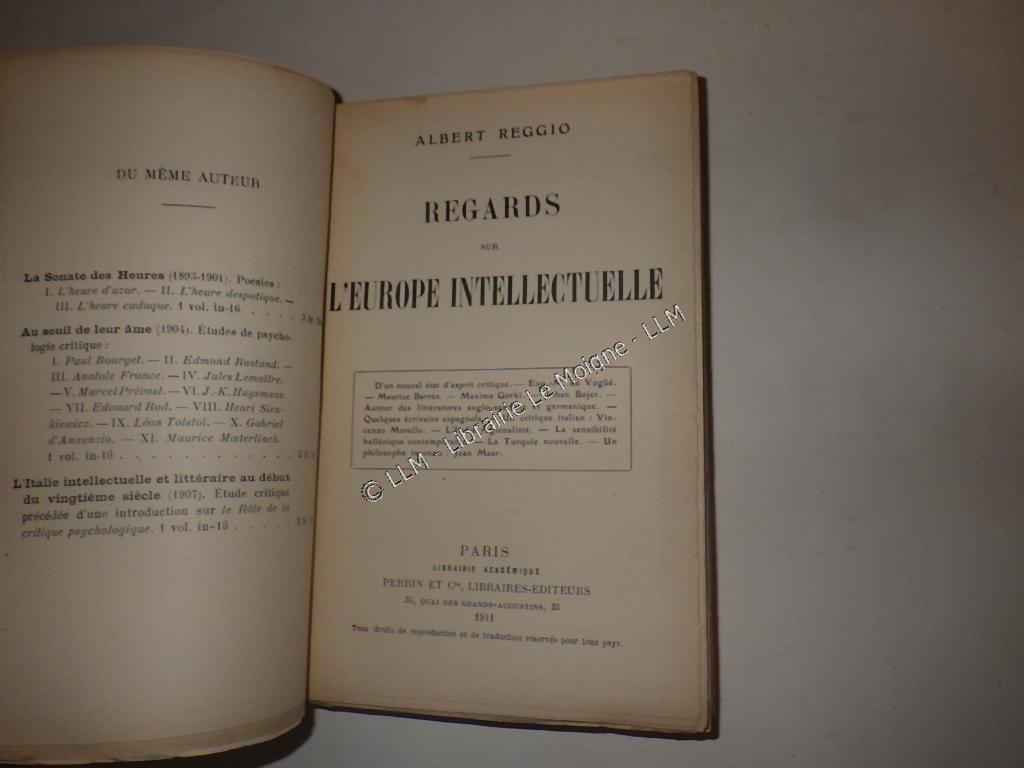 DU MÊME AUTEUR
La Sonate des Heures (1893-1901). Poésies :
I. L'heure d'azur. — II. L'heure despotique. —
III. L'heure caduque. 1 vol. in-16 . . . .
Au seuil de leur âme (1904). Études de psycho-
logie critique :
I. Paul Bourget. — II. Edmond Rostand. —
III. Anatole France. — IV. Jules Lemaître.
— V. Marcel Prévost. — VI. J.-K. Huysmans.
— VII. Edouard Rod. — VIII. Henri Sien-
kiewicz. — IX. Léon Tolstoï. — X. Gabriel
d'Annunzio. — XI. Maurice Mœterlinck.
1 vol. in-16 . . . . . . . . . .
L'Italie intellectuelle et littéraire au début
du vingtième siècle (1907). Étude critique
précédée d'une introduction sur le Rôle de la
critique psychologique. 1 vol. in-16 . . . .
ALBERT REGGIO
REGARDS
SUR
L'EUROPE INTELLECTUELLE
D'un nouvel état d'esprit critique. — Vogüé.
— Maurice Barrès. — Maxime Gorki. Bojer. —
Autour des littératures germanique. —
Quelques écrivains critique italien : Vin-
cenzo Morello. — — La sensibilité
hellénique — La Turquie nouvelle. — Un
philosophe : Jean Maar.
PARIS
LIBRAIRIE ACADÉMIQUE
PERRIN ET Cie, LIBRAIRES-ÉDITEURS
35, QUAI DES GRANDS-AUGUSTINS, 35
1911
Tous droits de reproduction et de traduction réservés pour tous pays.
© LLM - Librairie Le Moigne - LLM